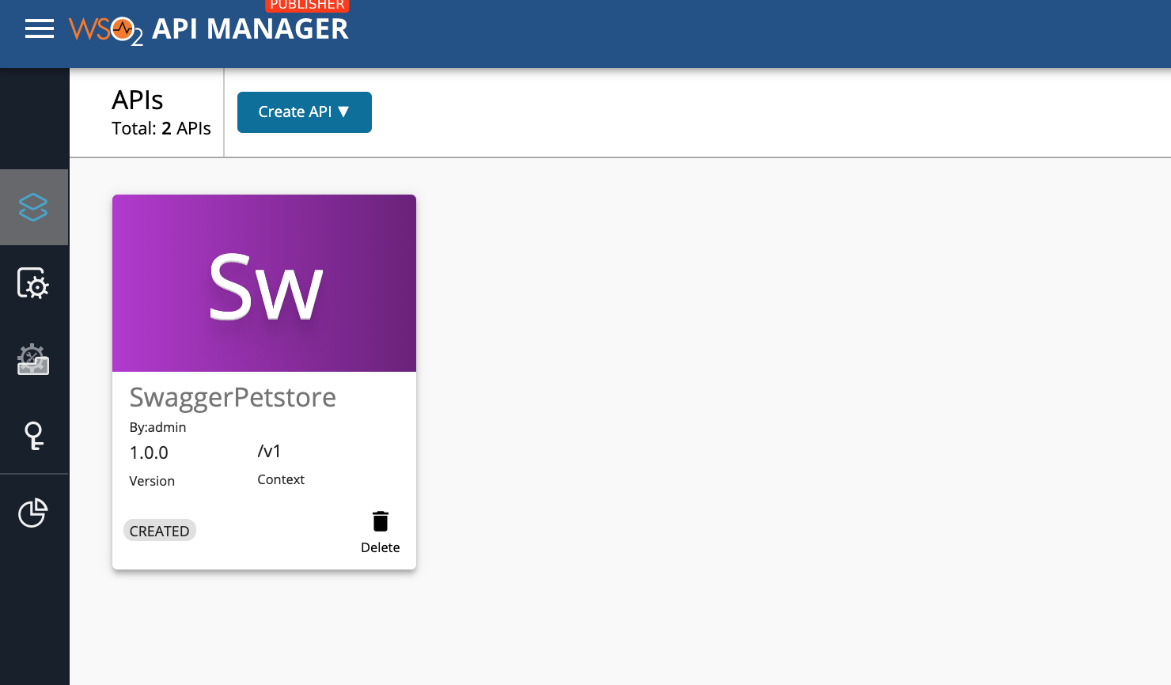 PUBLISHER
WSO2 API MANAGER
APIs
Total: 2 APIs
Create API ▼
Sw
SwaggerPetstore
By:admin
1.0.0
/v1
Version
Context
CREATED
Delete